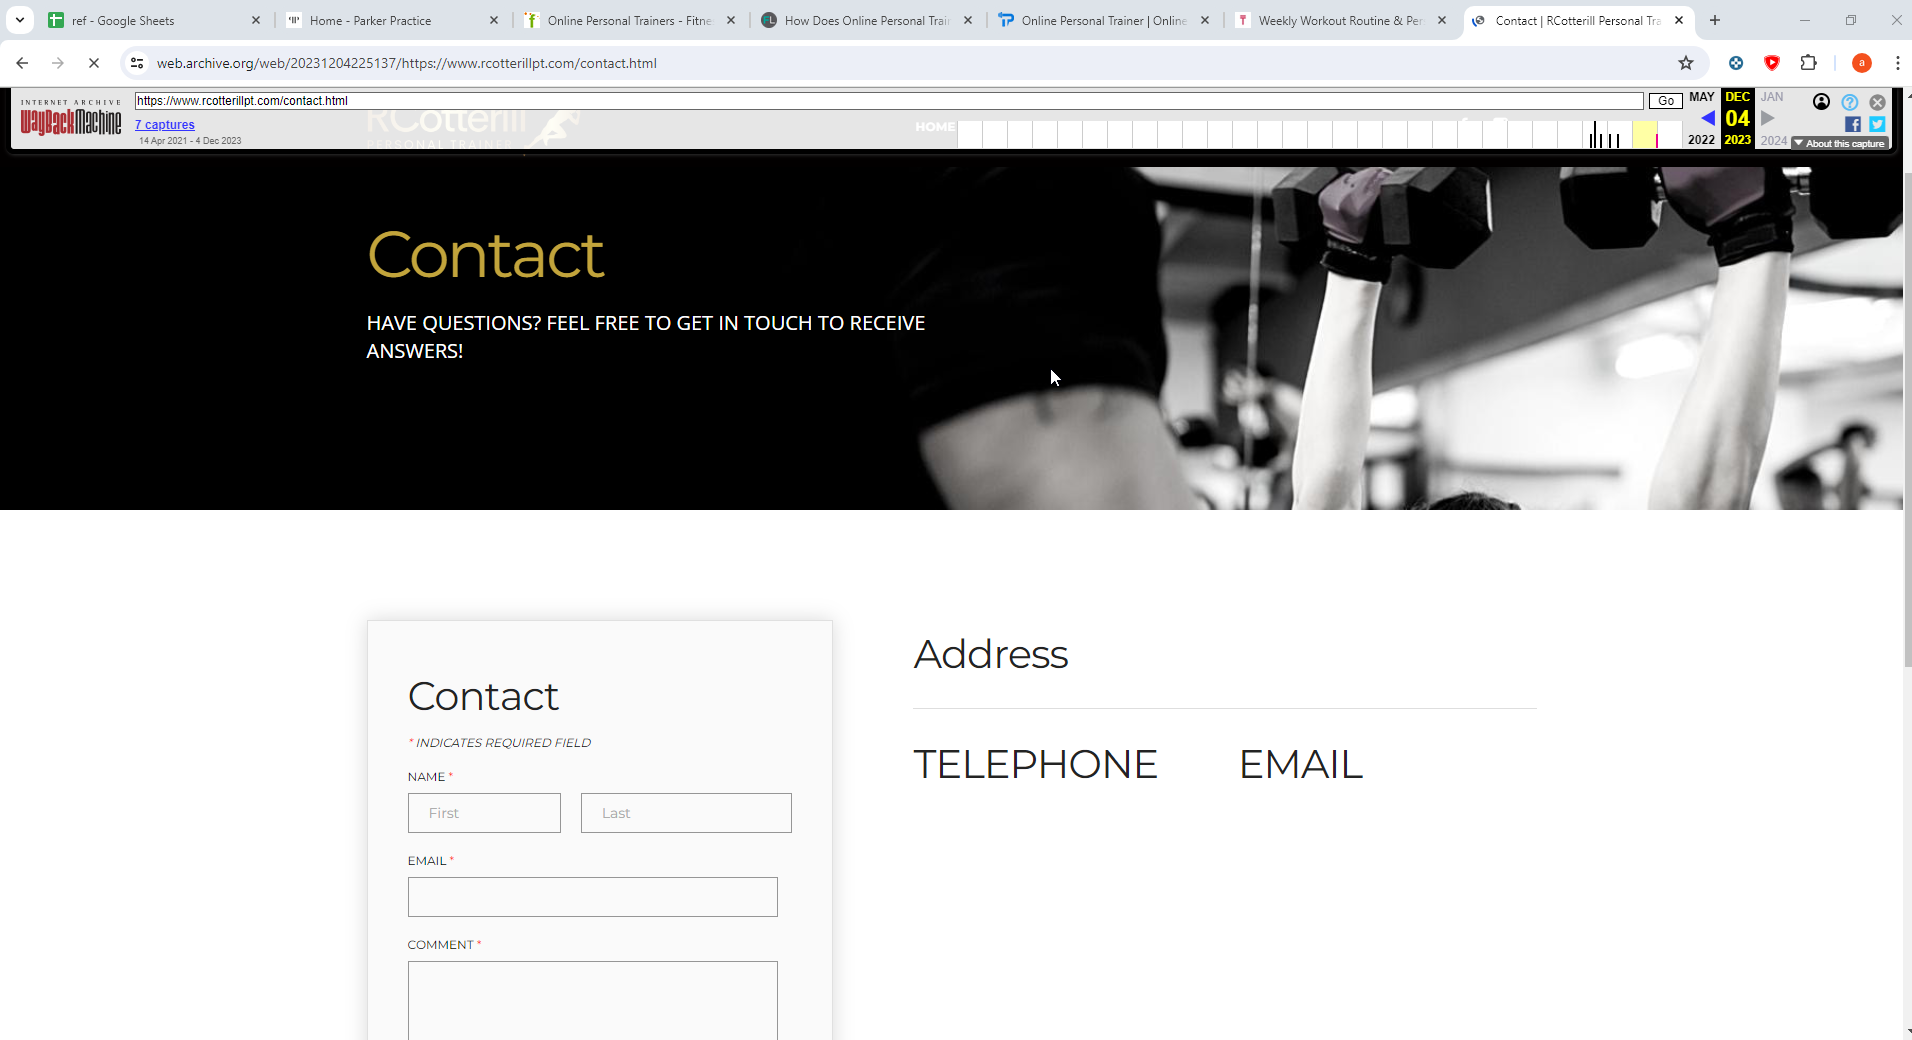 ref - Google Sheets
Home - Parker Practice
Online Personal Trainers - Fitne
How Does Online Personal Trai
Online Personal Trainer | Online
Weekly Workout Routine & Per
Contact | RCotterill Personal Tra
web.archive.org/web/20231204225137/https://www.rcotterillpt.com/contact.html
a
INTERNET ARCHIVE
WayBackMachine
https://www.rcotterillpt.com/contact.html
Go
7 captures
14 Apr 2021 - 4 Dec 2023
MAY DEC JAN
04
2022 2023 2024
About this capture
RCotterill
PERSONAL TRAINER
HOME
Contact
HAVE QUESTIONS? FEEL FREE TO GET IN TOUCH TO RECEIVE
ANSWERS!
Contact
* INDICATES REQUIRED FIELD
NAME *
First
Last
EMAIL *
COMMENT *
Address
TELEPHONE
EMAIL